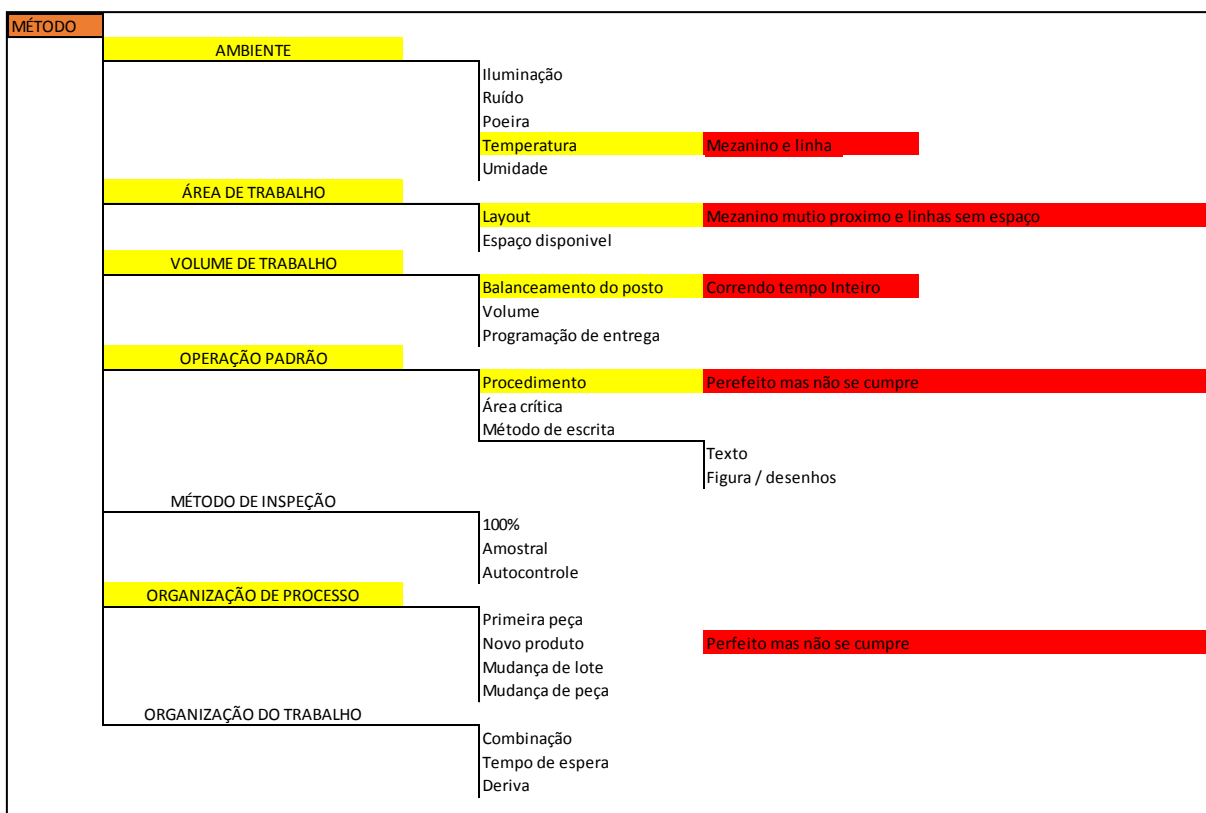 MÉTODO
AMBIENTE
Iluminação
Ruído
Poeira
Temperatura Mezanino e linha
Umidade
ÁREA DE TRABALHO
Layout Mezanino mutio proximo e linhas sem espaço
Espaço disponivel
VOLUME DE TRABALHO
Balanceamento do posto Correndo tempo Inteiro
Volume
Programação de entrega
OPERAÇÃO PADRÃO
Procedimento Perefeito mas não se cumpre
Área crítica
Método de escrita
Texto
Figura / desenhos
MÉTODO DE INSPEÇÃO
100%
Amostral
Autocontrole
ORGANIZAÇÃO DE PROCESSO
Primeira peça
Novo produto Perfeito mas não se cumpre
Mudança de lote
Mudança de peça
ORGANIZAÇÃO DO TRABALHO
Combinação
Tempo de espera
Deriva